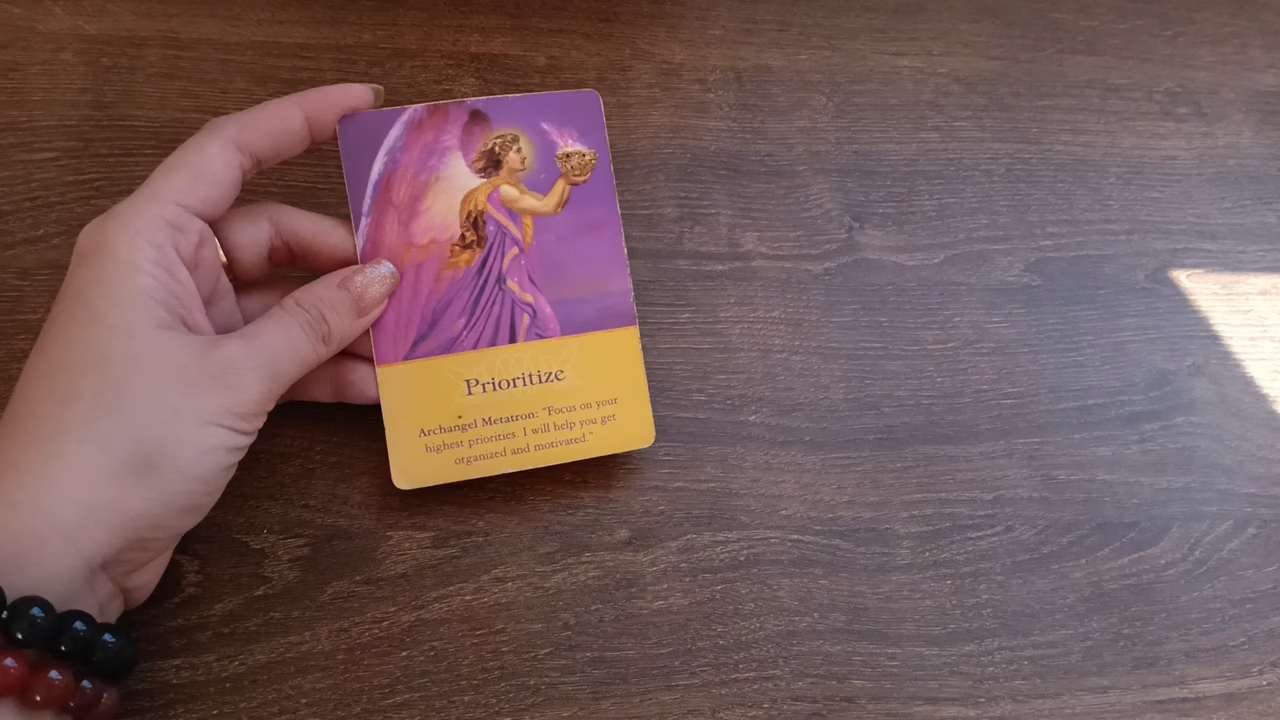 Prioritize
Archangel Metatron: "Focus on your
highest priorities. I will help you get
organized and motivated."